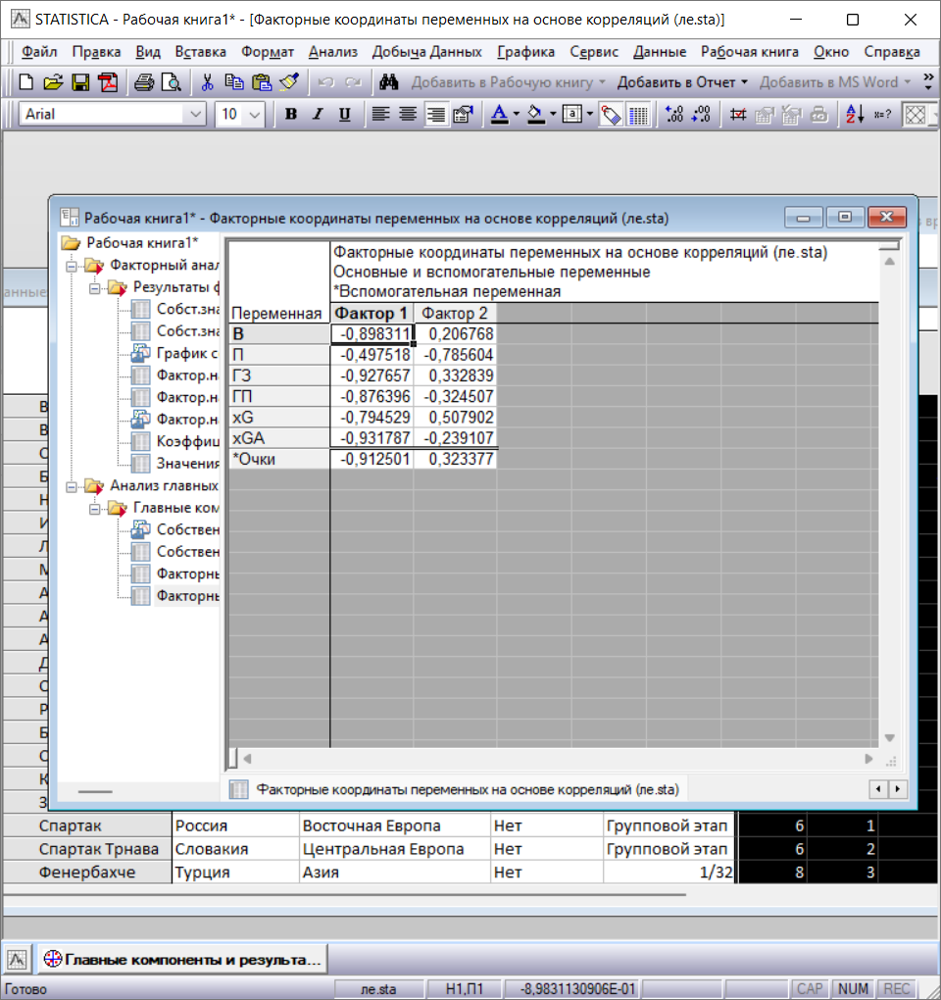 STATISTICA - Рабочая книга1* - [Факторные координаты переменных на основе корреляций (ле.sta)]
Файл Правка Вид Вставка Формат Анализ Добыча Данных Графика Сервис Данные Рабочая книга Окно Справка
Добавить в Рабочую книгу Добавить в Отчет Добавить в MS Word
Arial 10 B I U
Рабочая книга1* - Факторные координаты переменных на основе корреляций (ле.sta)
Рабочая книга1*
Факторный анал
Результаты ф
Собст.зна
Собст.зна
График с
Фактор.на
Фактор.на
Фактор.на
Коэффиц
Значения
Анализ главных
Главные ком
Собствен
Собствен
Факторны
Факторны
Факторные координаты переменных на основе корреляций (ле.sta)
Основные и вспомогательные переменные
*Вспомогательная переменная
Переменная Фактор 1 Фактор 2
В -0,898311 0,206768
П -0,497518 -0,785604
ГЗ -0,927657 0,332839
ГП -0,876396 -0,324507
xG -0,794529 0,507902
xGA -0,931787 -0,239107
*Очки -0,912501 0,323377
Факторные координаты переменных на основе корреляций (ле.sta)
Спартак Россия Восточная Европа Нет Групповой этап 6 1
Спартак Трнава Словакия Центральная Европа Нет Групповой этап 6 2
Фенербахче Турция Азия Нет 1/32 8 3
Главные компоненты и результа...
Готово ле.sta Н1,П1 -8,9831130906E-01 CAP NUM REC